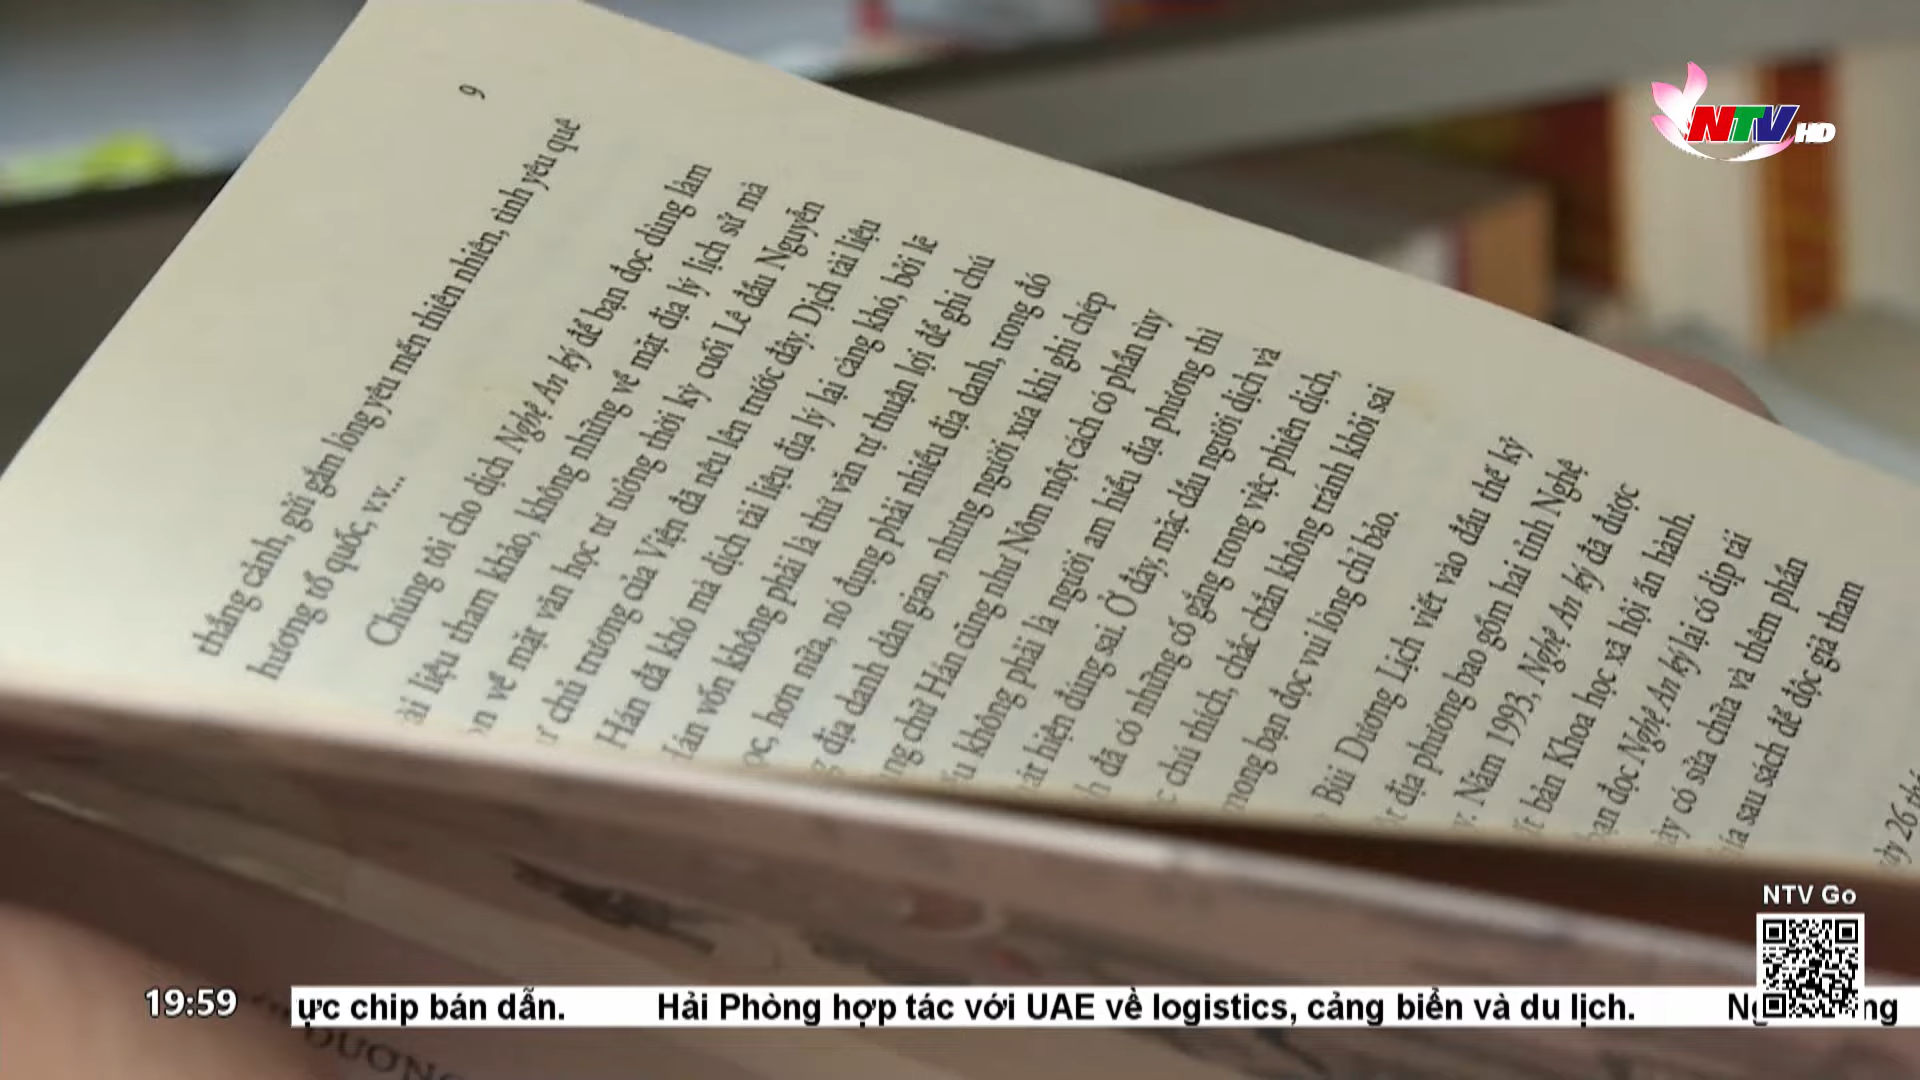 9
thắng cảnh, gửi gắm lòng yêu mến thiên nhiên, tình yêu quê
hương tổ quốc, v.v...
Chúng tôi cho dịch Nghệ An ký để bạn đọc dùng làm
tài liệu tham khảo, không những về mặt địa lý lịch sử mà
về mặt văn học tư tưởng thời kỳ cuối Lê đầu Nguyễn
chủ trương của Viện đã nêu lên trước đây. Dịch tài liệu
Hán đã khó mà dịch tài liệu địa lý lại càng khó, bởi lẽ
Hán vốn không phải là thứ văn tự thuận lợi để ghi chú
hơn nữa, nó đụng phải nhiều địa danh, trong đó
địa danh dân gian, nhưng người xưa khi ghi chép
chữ Hán cũng như Nôm một cách có phần tùy
không phải là người am hiểu địa phương thì
hiện đúng sai. Ở đây, mặc dầu người dịch và
đã có những cố gắng trong việc phiên dịch,
chú thích, chắc chắn không tránh khỏi sai
mong bạn đọc vui lòng chỉ bảo.
Bùi Dương Lịch viết vào đầu thế kỷ
địa phương bao gồm hai tỉnh Nghệ
Năm 1993, Nghệ An ký đã được
bản Khoa học xã hội ấn hành.
bạn đọc Nghệ An ký lại có dịp tái
có sửa chữa và thêm phần
sau sách để độc giả tham
26
NTV HD
NTV Go
19:59
ực chip bán dẫn. Hải Phòng hợp tác với UAE về logistics, cảng biển và du lịch.
DƯƠNG